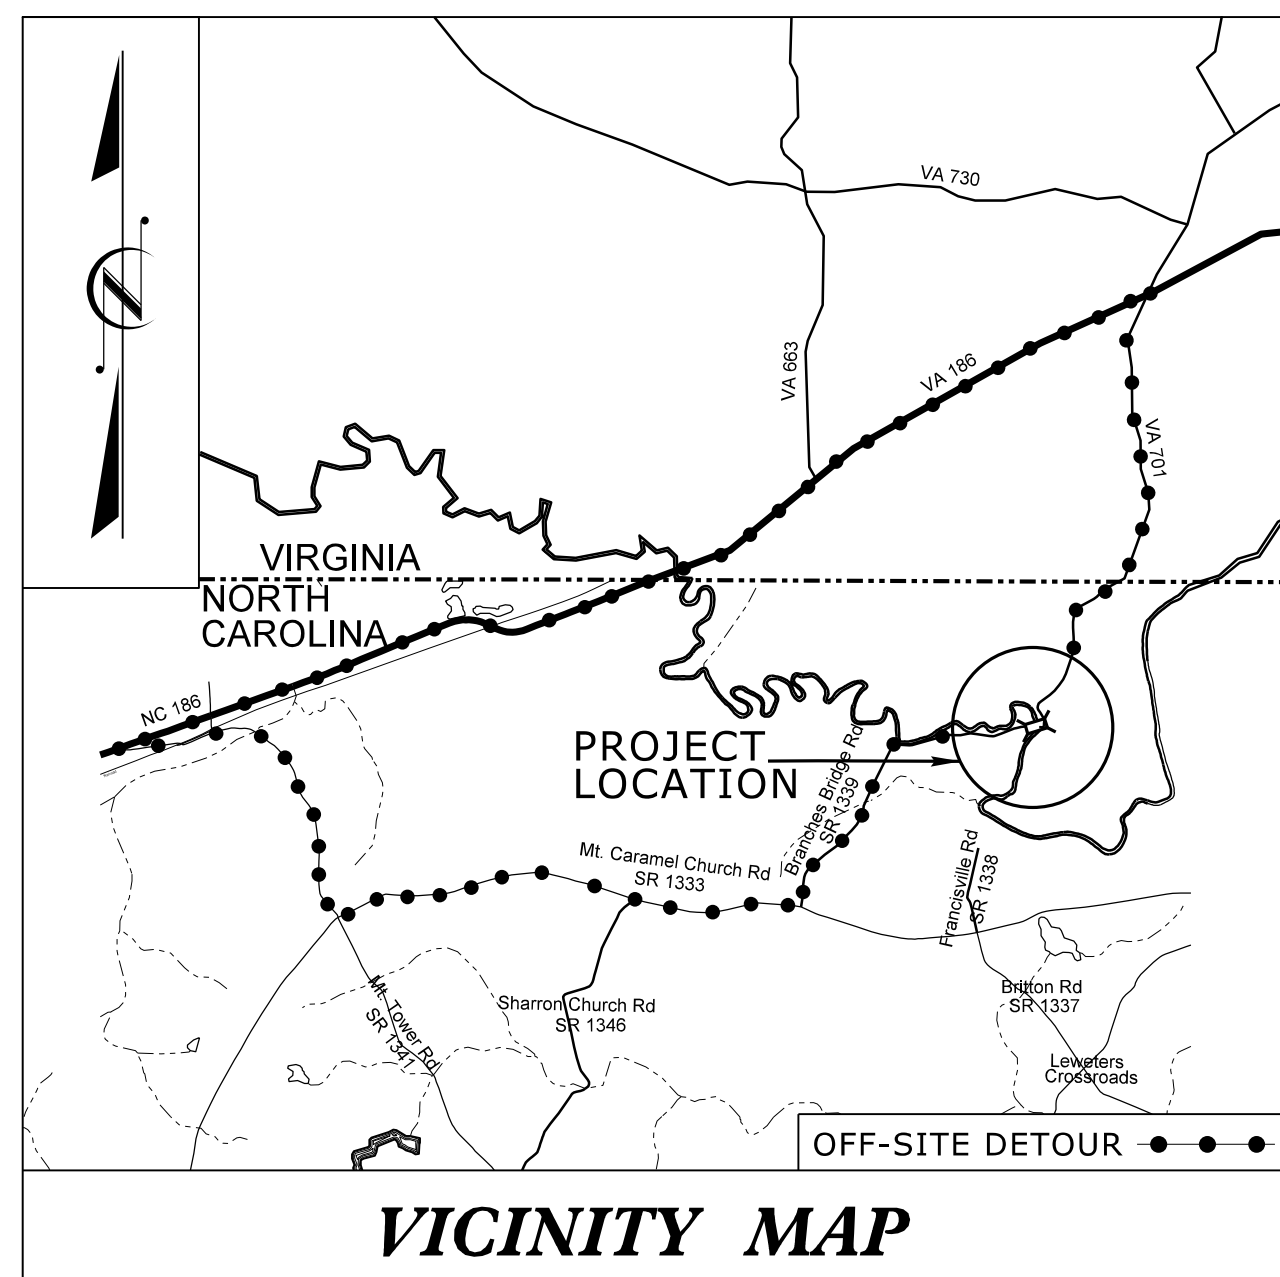 N
VA 730
VA 663
VA 186
VA 701
VIRGINIA
NORTH
CAROLINA
NC 186
PROJECT
LOCATION
Branches Bridge Rd
SR 1339
Mt. Caramel Church Rd
SR 1333
Francisville Rd
SR 1338
Mt. Tower Rd
SR 1341
Sharron Church Rd
SR 1346
Britton Rd
SR 1337
Leweters
Crossroads
OFF-SITE DETOUR
VICINITY MAP